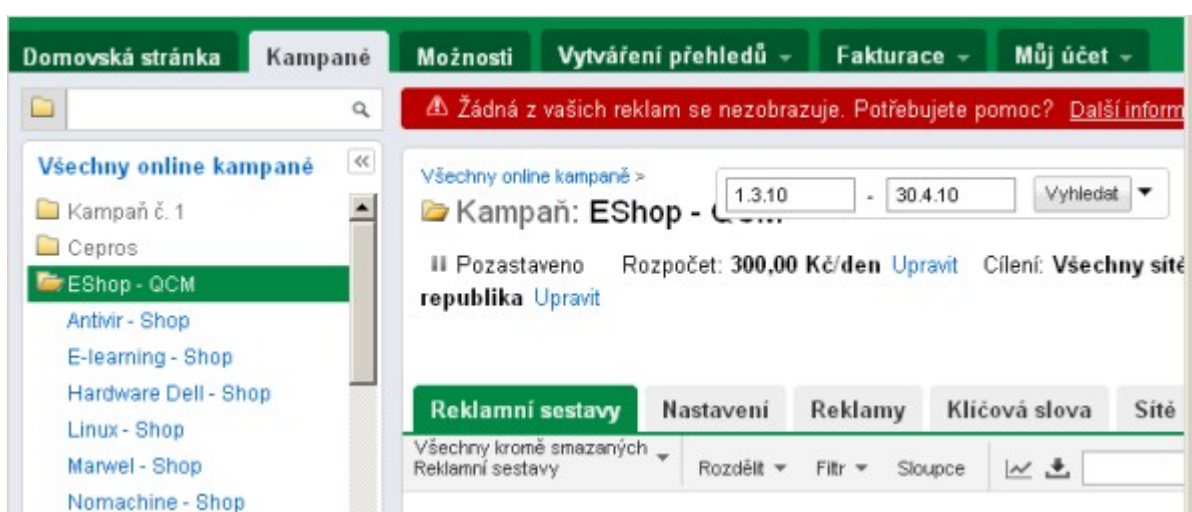 Domovská stránka Kampaně Možnosti Vytváření přehledů Fakturace Můj účet
Žádná z vašich reklam se nezobrazuje. Potřebujete pomoc? Další inform
Všechny online kampaně
Kampaň č. 1
Cepros
EShop - QCM
Antivir - Shop
E-learning - Shop
Hardware Dell - Shop
Linux - Shop
Marwel - Shop
Nomachine - Shop
Všechny online kampaně >
1.3.10 - 30.4.10 Vyhledat
Kampaň: EShop - QCM
Pozastaveno Rozpočet: 300,00 Kč/den Upravit Cílení: Všechny sítě
republika Upravit
Reklamní sestavy Nastavení Reklamy Klíčová slova Sítě
Všechny kromě smazaných
Reklamní sestavy
Rozdělit Filtr Sloupce